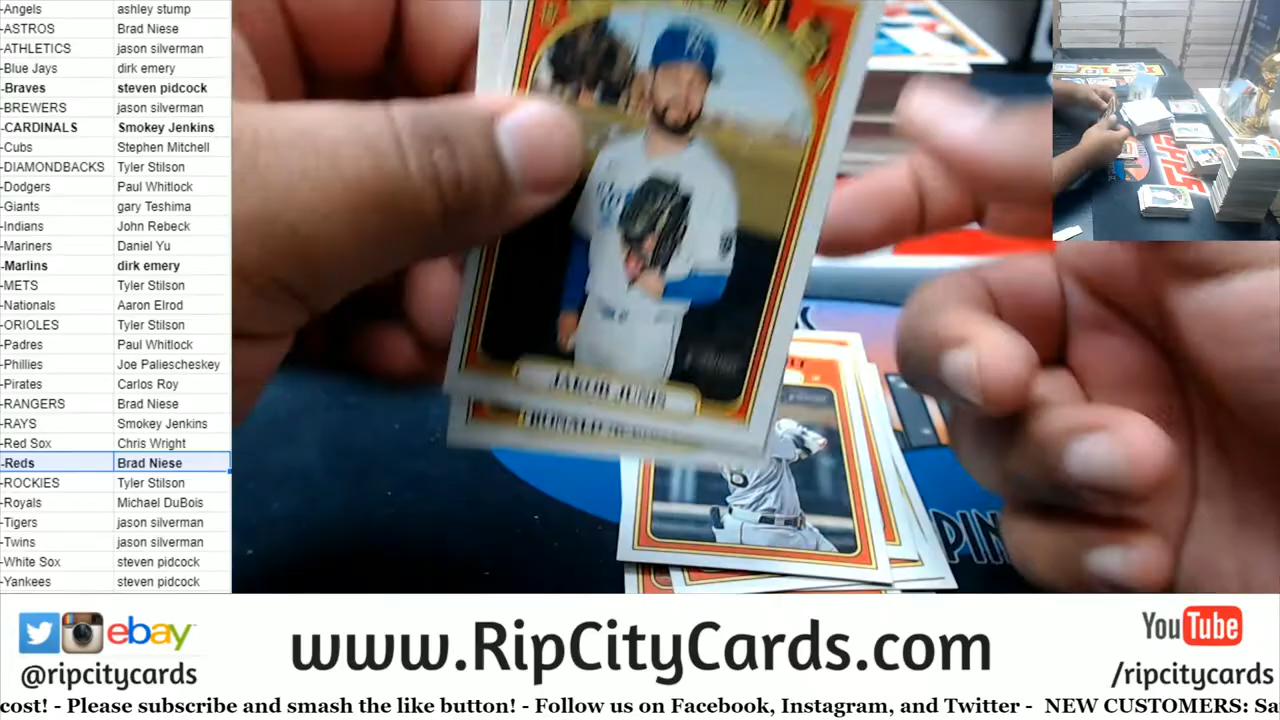 -Angels ashley stump
-ASTROS Brad Niese
-ATHLETICS jason silverman
-Blue Jays dirk emery
-Braves steven pidcock
-BREWERS jason silverman
-CARDINALS Smokey Jenkins
-Cubs Stephen Mitchell
-DIAMONDBACKS Tyler Stilson
-Dodgers Paul Whitlock
-Giants gary Teshima
-Indians John Rebeck
-Mariners Daniel Yu
-Marlins dirk emery
-METS Tyler Stilson
-Nationals Aaron Elrod
-ORIOLES Tyler Stilson
-Padres Paul Whitlock
-Phillies Joe Paliescheskey
-Pirates Carlos Roy
-RANGERS Brad Niese
-RAYS Smokey Jenkins
-Red Sox Chris Wright
-Reds Brad Niese
-ROCKIES Tyler Stilson
-Royals Michael DuBois
-Tigers jason silverman
-Twins jason silverman
-White Sox steven pidcock
-Yankees steven pidcock
JAKOB JUNIS
RONALD
PIN
ebay
@ripcitycards
www.RipCityCards.com
YouTube
/ripcitycards
cost! - Please subscribe and smash the like button! - Follow us on Facebook, Instagram, and Twitter - NEW CUSTOMERS: Sa